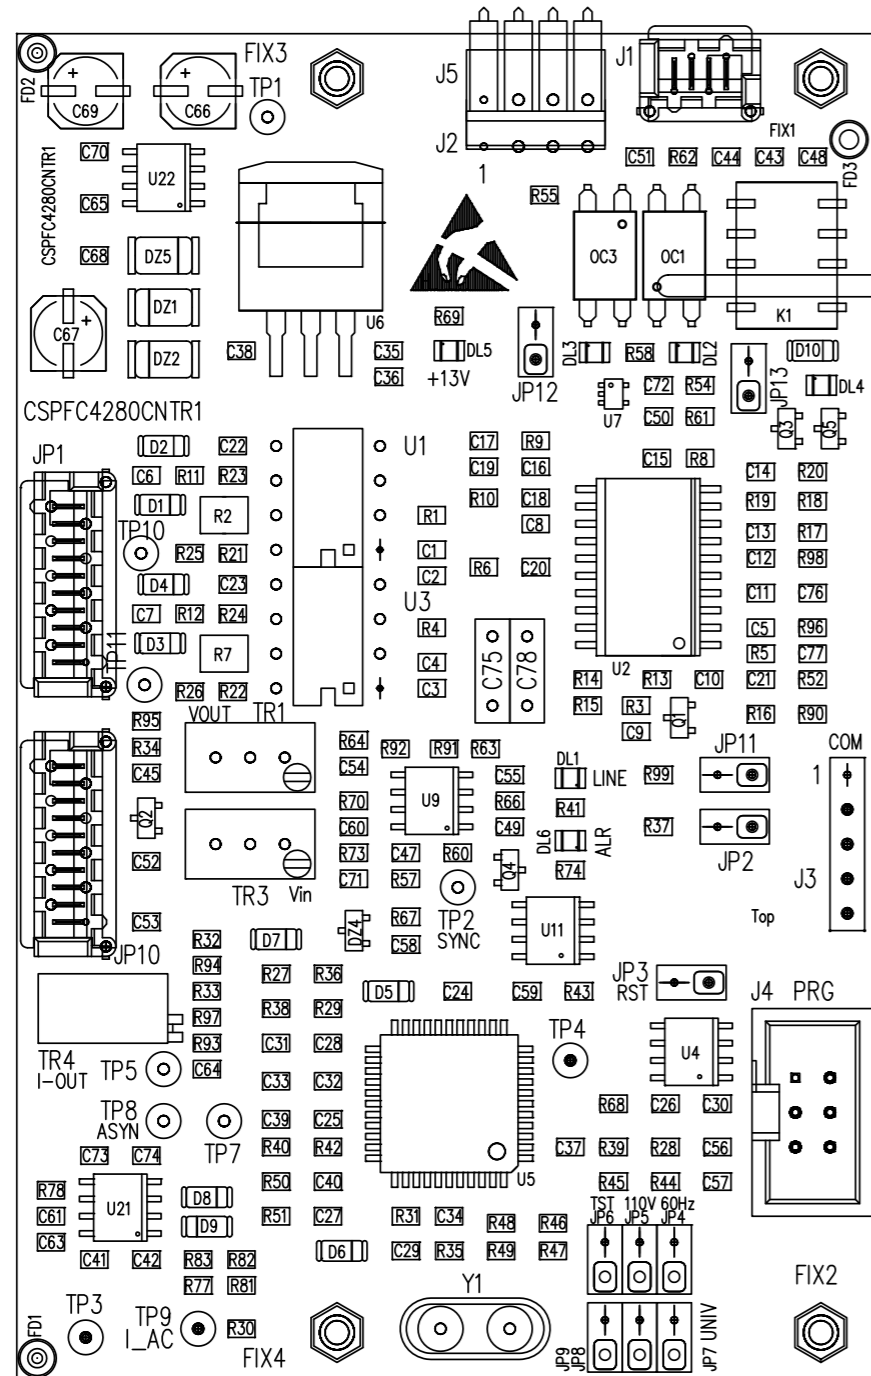 FD2
C69
C66
FIX3
TP1
J5
J2
1
J1
FIX1
FD3
CSPFC4280CNTR1
C70
U22
C65
C68
DZ5
C51
R62
C44
C43
C48
R55
OC3
OC1
K1
C67
DZ1
DZ2
C38
U6
C35
C36
R69
DL5
+13V
JP12
DL3
R58
DL2
JP13
D10
DL4
U7
C72
R54
C50
R61
Q3
Q5
CSPFC4280CNTR1
JP1
D2
C22
U1
C17
R9
C15
R8
C6
R11
R23
C19
C16
C14
R20
D1
R2
R10
C18
R19
R18
TP10
R1
C8
C13
R17
R25
R21
C1
C12
R98
D4
C23
C2
R6
C20
C11
C76
C7
R12
R24
U3
TP11
D3
R7
R4
C75
C78
U2
C5
R96
C4
R5
C77
R26
R22
C3
R14
R13
C10
C21
R52
R95
VOUT
TR1
R15
R3
Q1
R16
R90
R34
R64
R92
R91
R63
C9
C45
C54
C55
DL1
LINE
R99
JP11
COM
1
Q2
R70
U9
R66
R41
C60
C49
DL6
ALR
R37
JP2
C52
R73
C47
R60
Q4
R74
TR3
Vin
C71
R57
J3
C53
TP2
SYNC
DZ4
R67
C58
U11
Top
JP10
R32
D7
R94
R27
R36
JP3
RST
R33
D5
C24
C59
R43
J4
PRG
R97
R38
R29
R93
C31
C28
TP4
U4
TR4
I-OUT
TP5
C64
C33
C32
TP8
ASYN
TP7
C39
C25
R68
C26
C30
C73
C74
R40
R42
C37
R39
R28
C56
R78
U21
D8
R50
C40
U5
R45
R44
C57
C61
D9
R51
C27
R31
C34
R48
R46
TST
110V
60Hz
JP6
JP5
JP4
C63
D6
C29
R35
R49
R47
C41
C42
R83
R82
R77
R81
Y1
FIX2
TP3
TP9
I_AC
R30
FD1
FIX4
JP9
JP8
JP7
UNIV